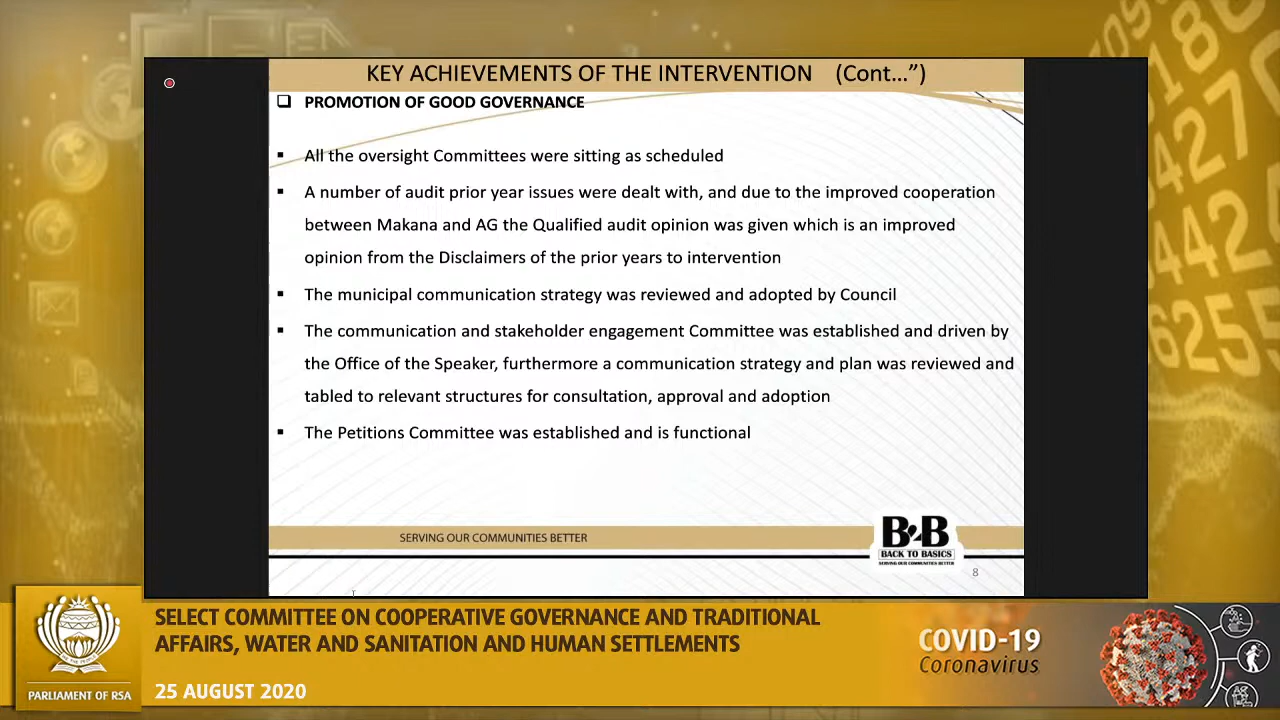 KEY ACHIEVEMENTS OF THE INTERVENTION (Cont…”)
PROMOTION OF GOOD GOVERNANCE
All the oversight Committees were sitting as scheduled
A number of audit prior year issues were dealt with, and due to the improved cooperation
between Makana and AG the Qualified audit opinion was given which is an improved
opinion from the Disclaimers of the prior years to intervention
The municipal communication strategy was reviewed and adopted by Council
The communication and stakeholder engagement Committee was established and driven by
the Office of the Speaker, furthermore a communication strategy and plan was reviewed and
tabled to relevant structures for consultation, approval and adoption
The Petitions Committee was established and is functional
SERVING OUR COMMUNITIES BETTER
B2B
BACK TO BASICS
SERVING OUR COMMUNITIES BETTER
8
SELECT COMMITTEE ON COOPERATIVE GOVERNANCE AND TRADITIONAL
AFFAIRS, WATER AND SANITATION AND HUMAN SETTLEMENTS
25 AUGUST 2020
PARLIAMENT OF RSA
COVID-19
Coronavirus